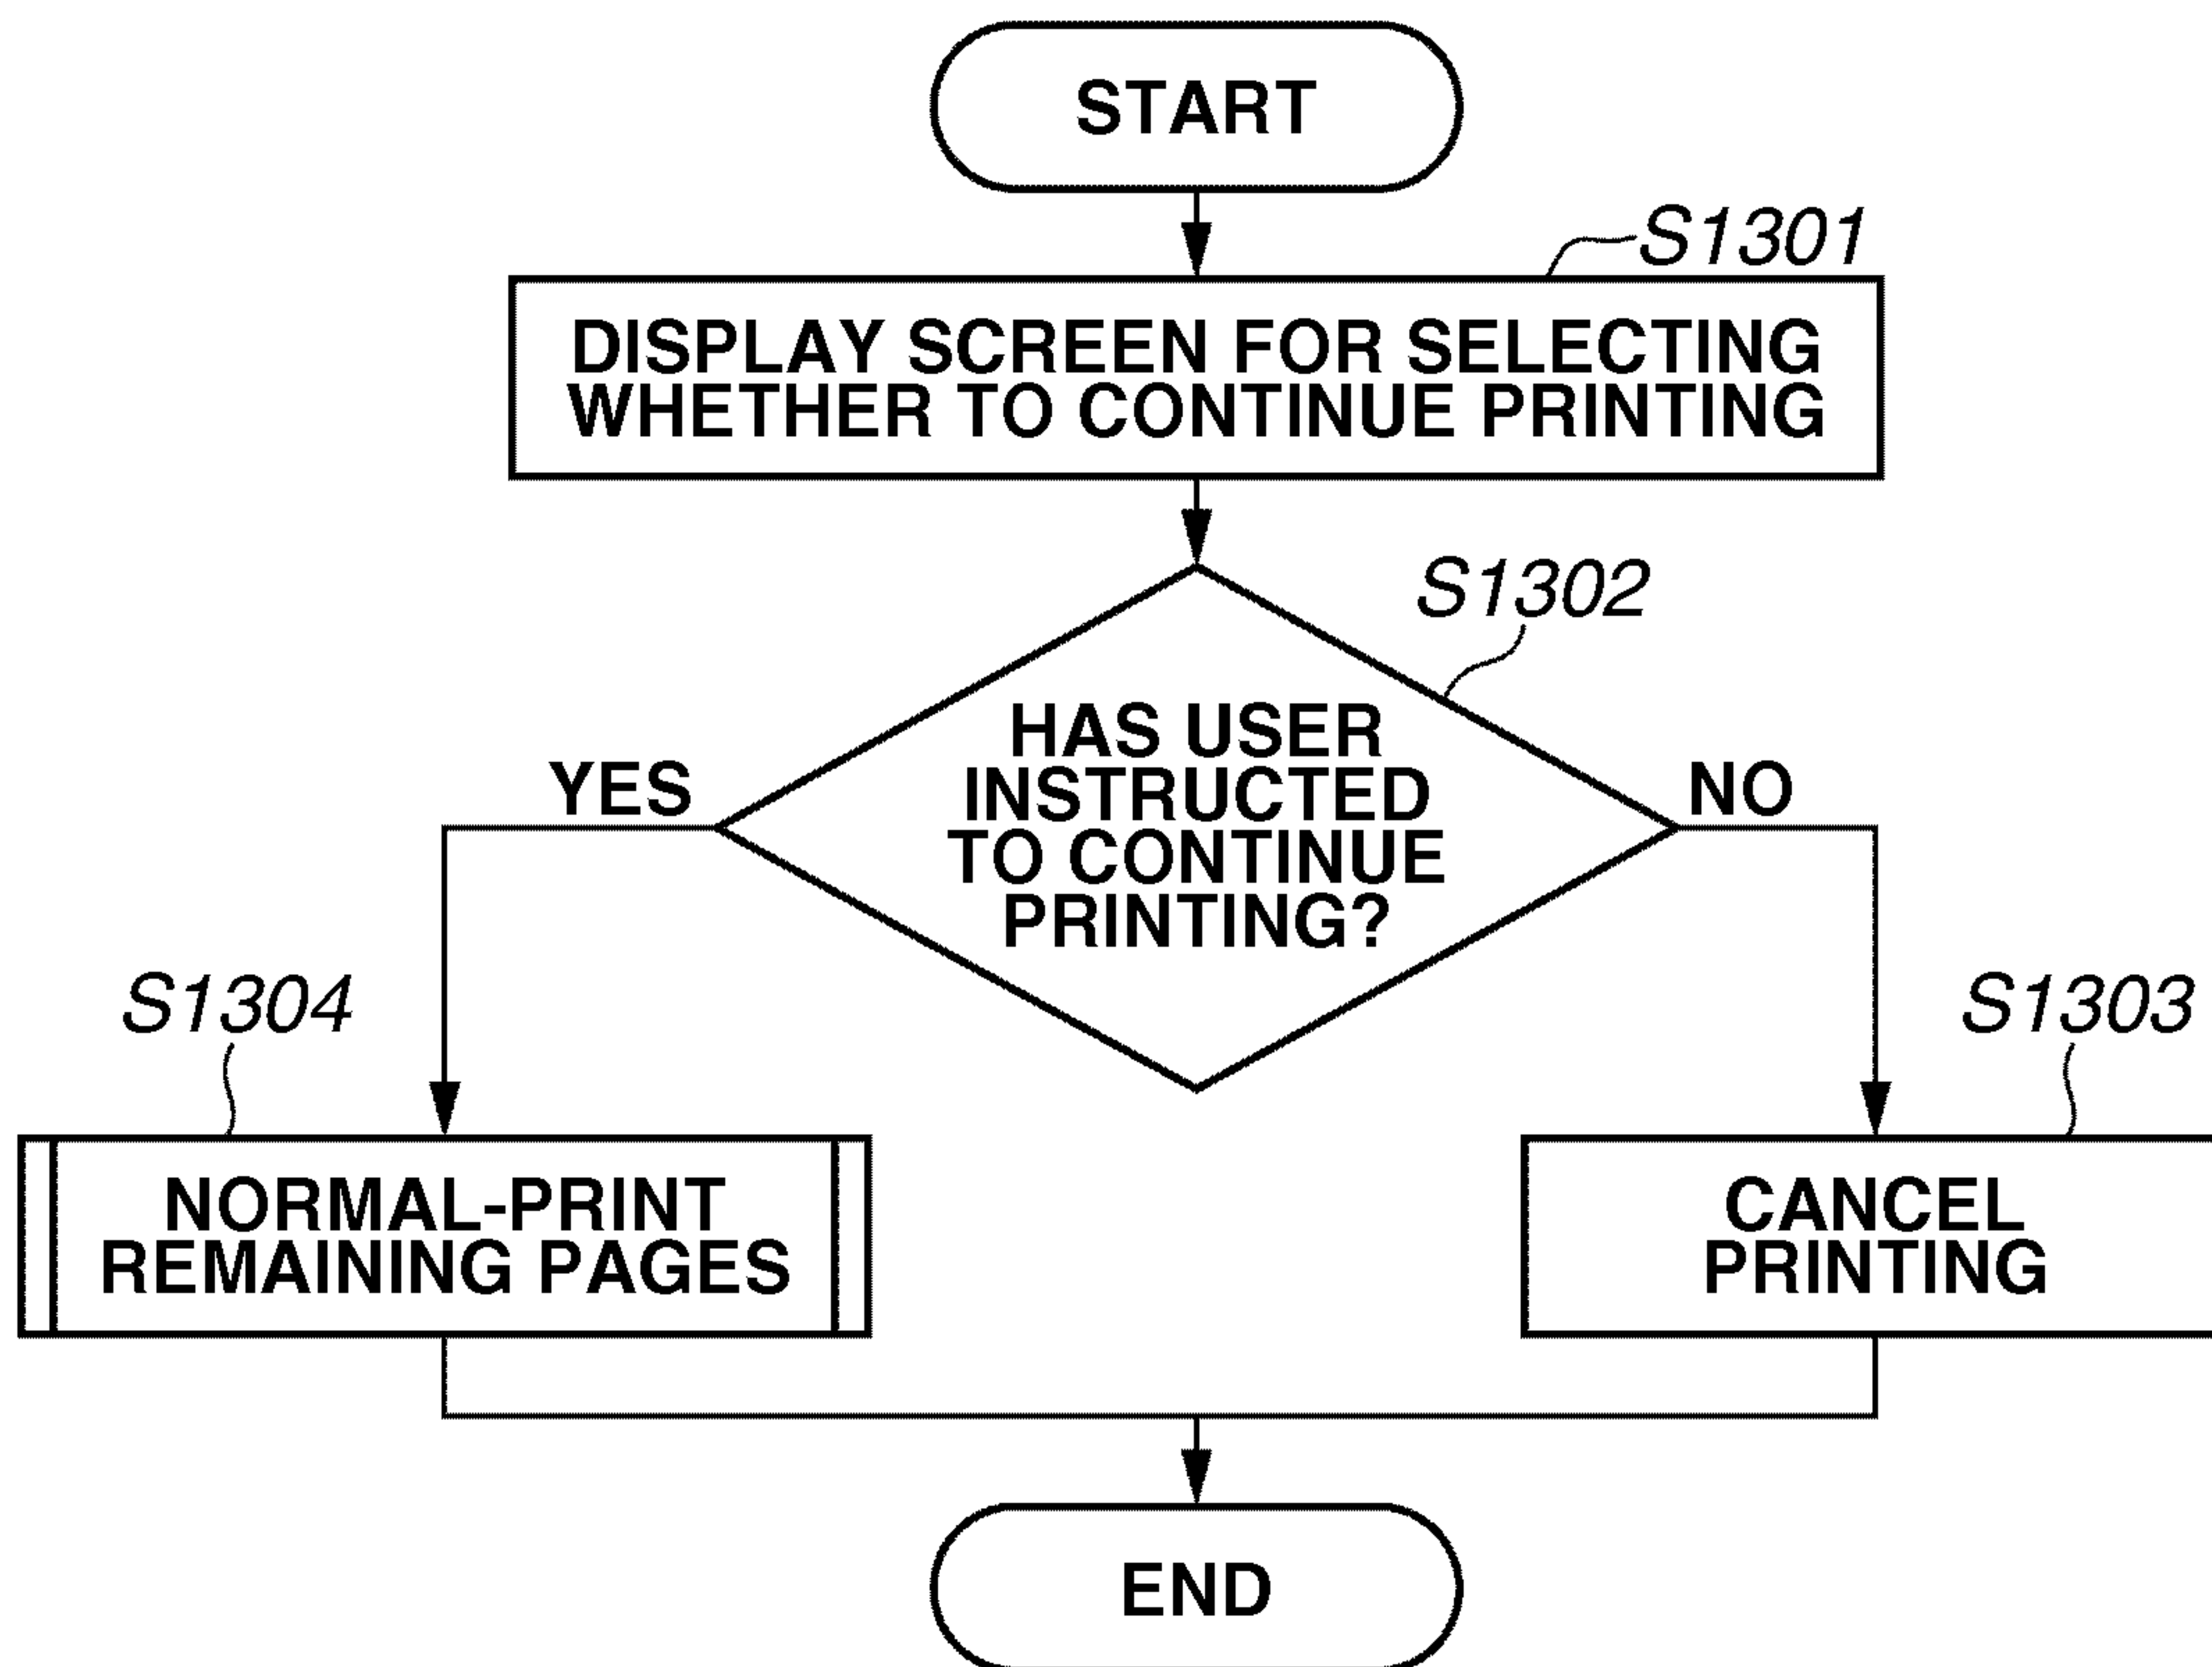 START
S1301
DISPLAY SCREEN FOR SELECTING
WHETHER TO CONTINUE PRINTING
S1302
HAS USER
INSTRUCTED
TO CONTINUE
PRINTING?
YES
NO
S1304
S1303
NORMAL-PRINT
REMAINING PAGES
CANCEL
PRINTING
END